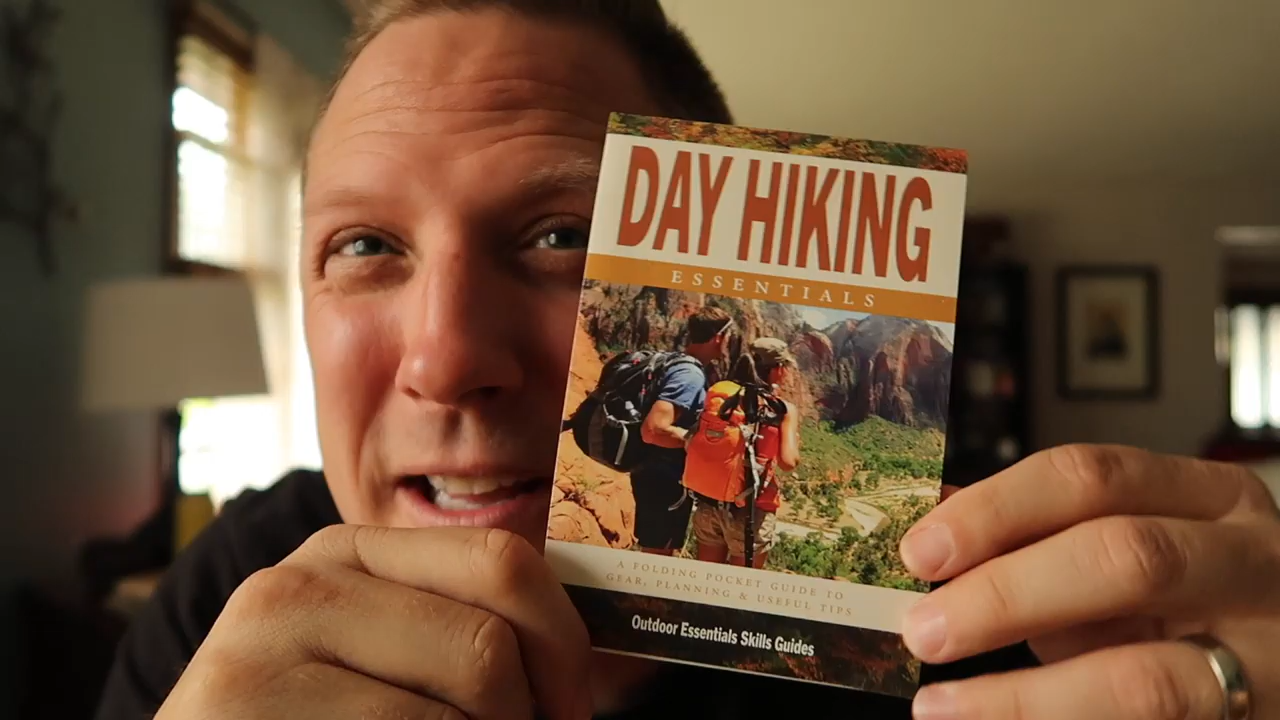 DAY HIKING
ESSENTIALS
A FOLDING POCKET GUIDE TO
GEAR, PLANNING & USEFUL TIPS
Outdoor Essentials Skills Guides